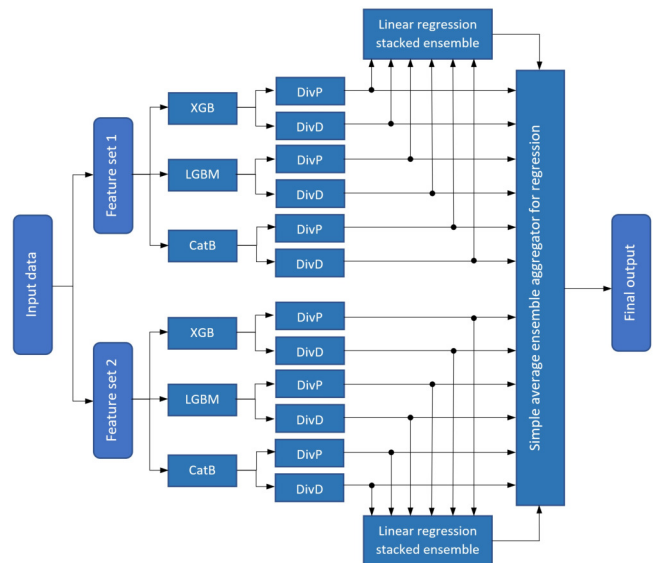 Linear regression
stacked ensemble
Input data
Feature set 1
XGB
DivP
DivD
LGBM
DivP
DivD
CatB
DivP
DivD
Feature set 2
XGB
DivP
DivD
LGBM
DivP
DivD
CatB
DivP
DivD
Linear regression
stacked ensemble
Simple average ensemble aggregator for regression
Final output